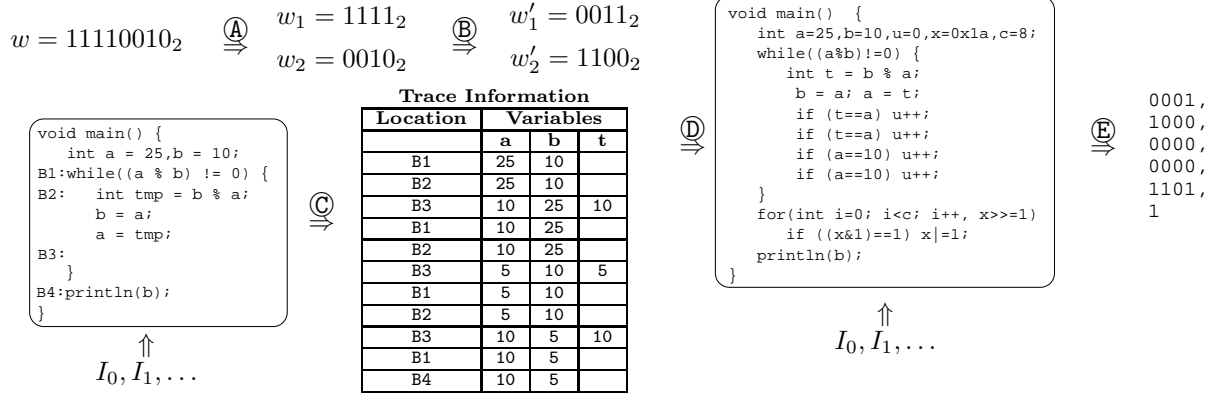 w = 11110010₂
Ⓐ
⇒
w₁ = 1111₂
w₂ = 0010₂
Ⓑ
⇒
w′₁ = 0011₂
w′₂ = 1100₂
void main() {
int a = 25,b = 10;
B1:while((a % b) != 0) {
B2: int tmp = b % a;
b = a;
a = tmp;
B3:
}
B4:println(b);
}
⇑
I₀, I₁, . . .
Ⓒ
⇒
Trace Information
Location Variables
a b t
B1 25 10
B2 25 10
B3 10 25 10
B1 10 25
B2 10 25
B3 5 10 5
B1 5 10
B2 5 10
B3 10 5 10
B1 10 5
B4 10 5
Ⓓ
⇒
void main() {
int a=25,b=10,u=0,x=0x1a,c=8;
while((a%b)!=0) {
int t = b % a;
b = a; a = t;
if (t==a) u++;
if (t==a) u++;
if (a==10) u++;
if (a==10) u++;
}
for(int i=0; i<c; i++, x>>=1)
if ((x&1)==1) x|=1;
println(b);
}
⇑
I₀, I₁, . . .
Ⓔ
⇒
0001,
1000,
0000,
0000,
1101,
1